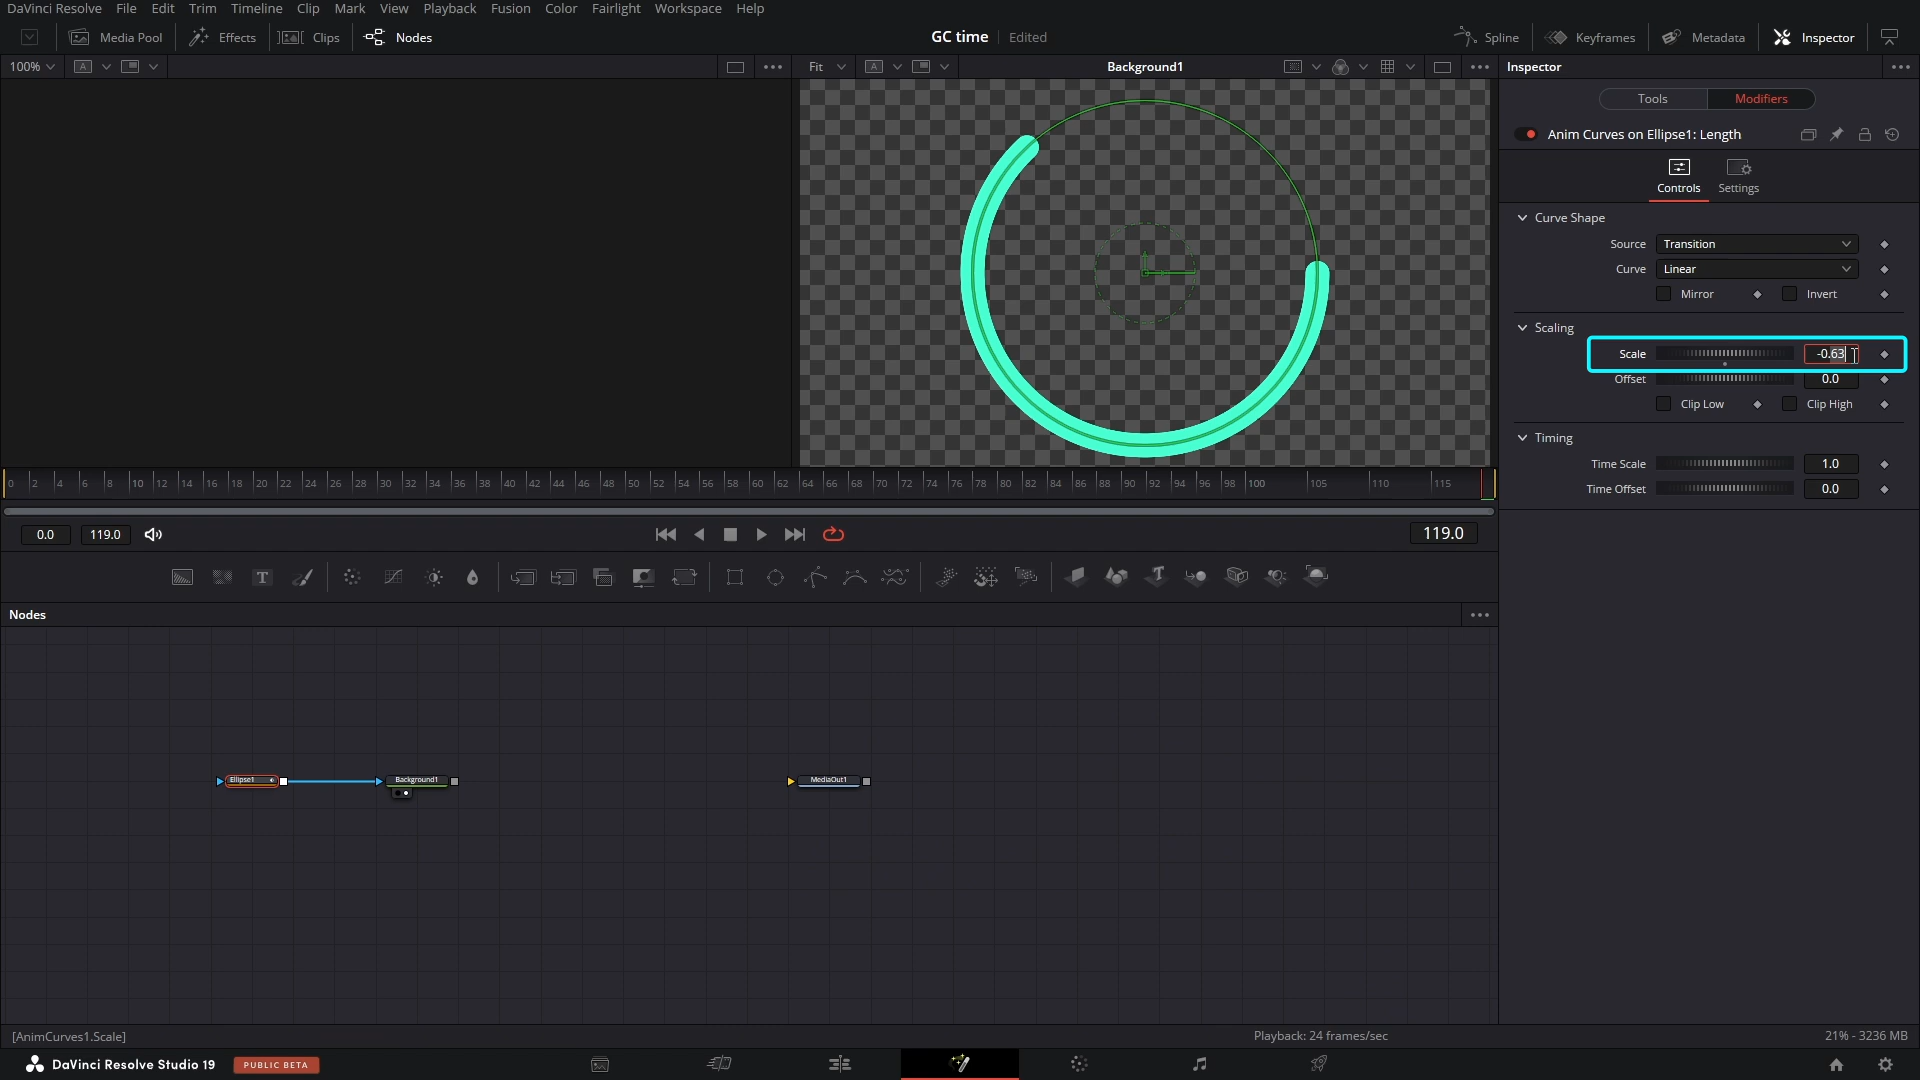 DaVinci Resolve File Edit Trim Timeline Clip Mark View Playback Fusion Color Fairlight Workspace Help
Media Pool Effects Clips Nodes GC time Edited Spline Keyframes Metadata Inspector
100% A Fit A Background1 Inspector
Tools Modifiers
Anim Curves on Ellipse1: Length
Controls Settings
Curve Shape
Source Transition
Curve Linear
Mirror Invert
Scaling
Scale -0.63
Offset 0.0
Clip Low Clip High
Timing
Time Scale 1.0
Time Offset 0.0
0 2 4 6 8 10 12 14 16 18 20 22 24 26 28 30 32 34 36 38 40 42 44 46 48 50 52 54 56 58 60 62 64 66 68 70 72 74 76 78 80 82 84 86 88 90 92 94 96 98 100 105 110 115
0.0 119.0 119.0
T T
Nodes
Ellipse1 Background1 MediaOut1
[AnimCurves1.Scale] Playback: 24 frames/sec 21% - 3236 MB
DaVinci Resolve Studio 19 PUBLIC BETA